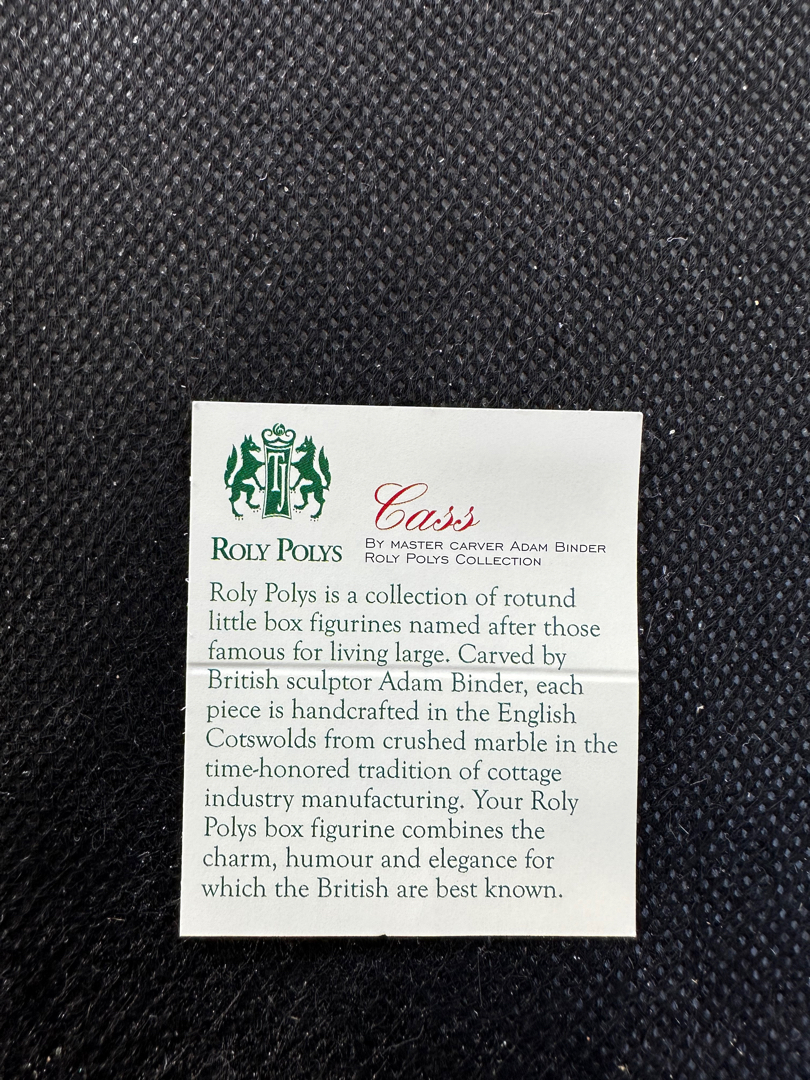 TJ
ROLY POLYS
Cass
BY MASTER CARVER ADAM BINDER
ROLY POLYS COLLECTION
Roly Polys is a collection of rotund
little box figurines named after those
famous for living large. Carved by
British sculptor Adam Binder, each
piece is handcrafted in the English
Cotswolds from crushed marble in the
time-honored tradition of cottage
industry manufacturing. Your Roly
Polys box figurine combines the
charm, humour and elegance for
which the British are best known.